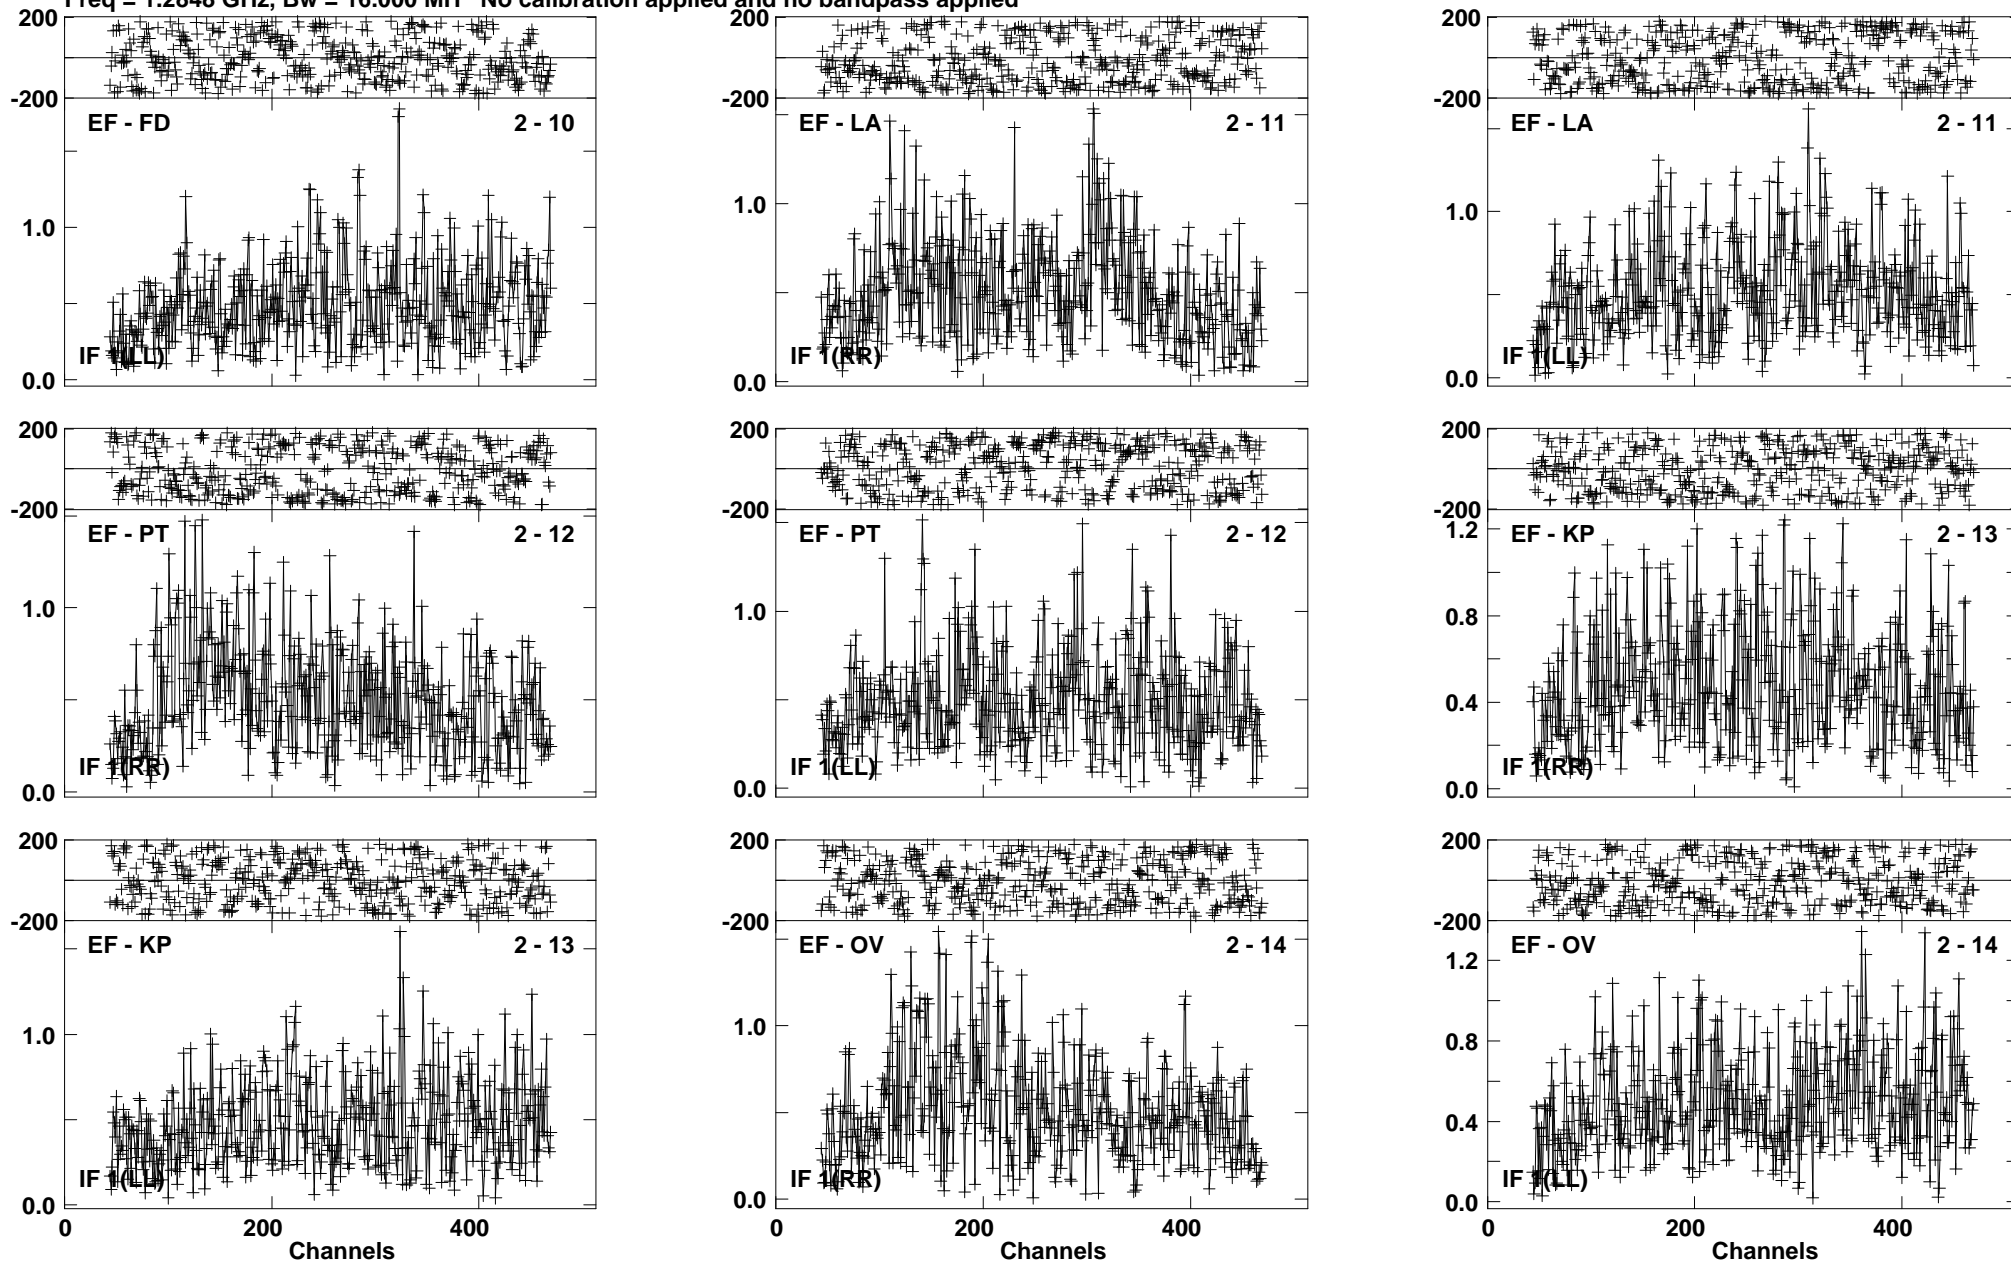 Freq = 1.2848 GHz, Bw = 16.000 MH No calibration applied and no bandpass applied
200
-200
EF - FD 2 - 10
1.0
IF 1(LL)
0.0
200
-200
EF - LA 2 - 11
1.0
IF 1(RR)
0.0
200
-200
EF - LA 2 - 11
1.0
IF 1(LL)
0.0
200
-200
EF - PT 2 - 12
1.0
IF 1(RR)
0.0
200
-200
EF - PT 2 - 12
1.0
IF 1(LL)
0.0
200
-200
EF - KP 2 - 13
1.2
0.8
0.4
IF 1(RR)
0.0
200
-200
EF - KP 2 - 13
1.0
IF 1(LL)
0.0
0 200 400
Channels
200
-200
EF - OV 2 - 14
1.0
IF 1(RR)
0.0
0 200 400
Channels
200
-200
EF - OV 2 - 14
1.2
0.8
0.4
IF 1(LL)
0.0
0 200 400
Channels